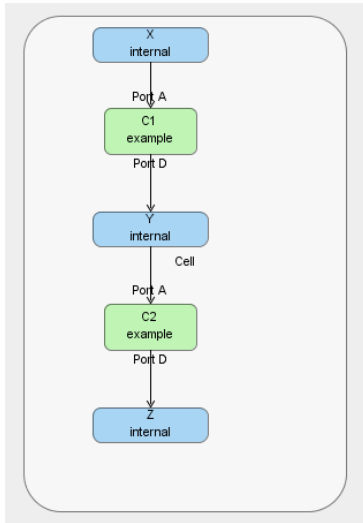 X
internal
Port A
C1
example
Port D
Y
internal
Cell
Port A
C2
example
Port D
Z
internal